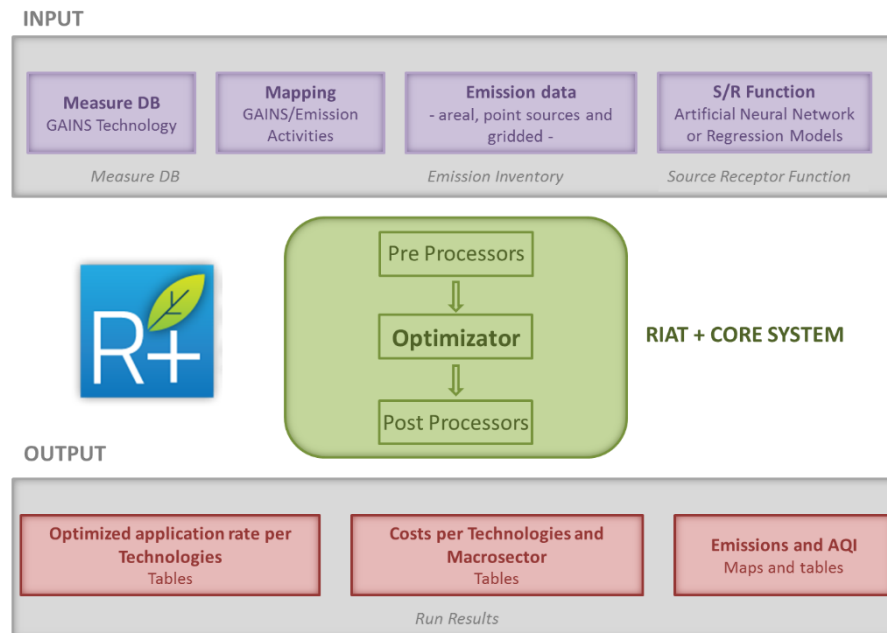 INPUT
Measure DB
GAINS Technology
Mapping
GAINS/Emission
Activities
Emission data
- areal, point sources and
gridded -
S/R Function
Artificial Neural Network
or Regression Models
Measure DB
Emission Inventory
Source Receptor Function
R+
Pre Processors
Optimizator
Post Processors
RIAT + CORE SYSTEM
OUTPUT
Optimized application rate per
Technologies
Tables
Costs per Technologies and
Macrosector
Tables
Emissions and AQI
Maps and tables
Run Results